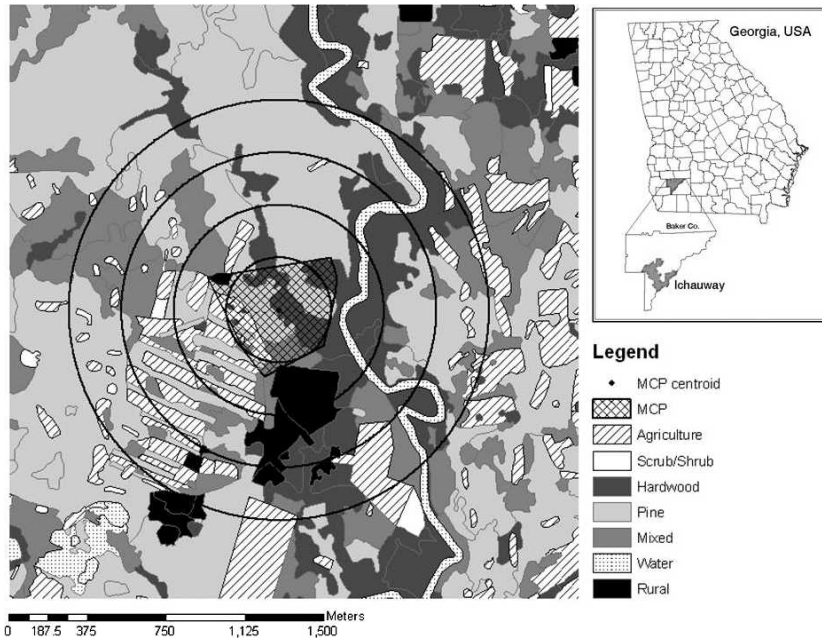 Georgia, USA
Baker Co.
Ichauway
Legend
MCP centroid
MCP
Agriculture
Scrub/Shrub
Hardwood
Pine
Mixed
Water
Rural
Meters
0 187.5 375 750 1,125 1,500